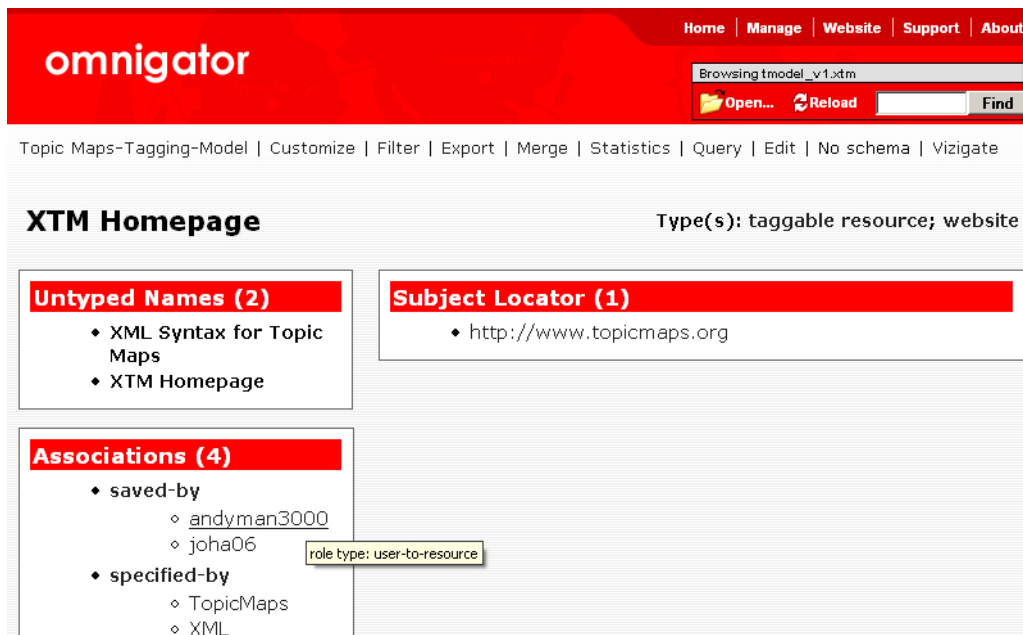 Home | Manage | Website | Support | About
omnigator
Browsing tmodel_v1.xtm
Open... Reload Find
Topic Maps-Tagging-Model | Customize | Filter | Export | Merge | Statistics | Query | Edit | No schema | Vizigate
XTM Homepage
Type(s): taggable resource; website
Untyped Names (2)
• XML Syntax for Topic
Maps
• XTM Homepage
Subject Locator (1)
• http://www.topicmaps.org
Associations (4)
• saved-by
◦ andyman3000
◦ joha06
role type: user-to-resource
• specified-by
◦ TopicMaps
◦ XML